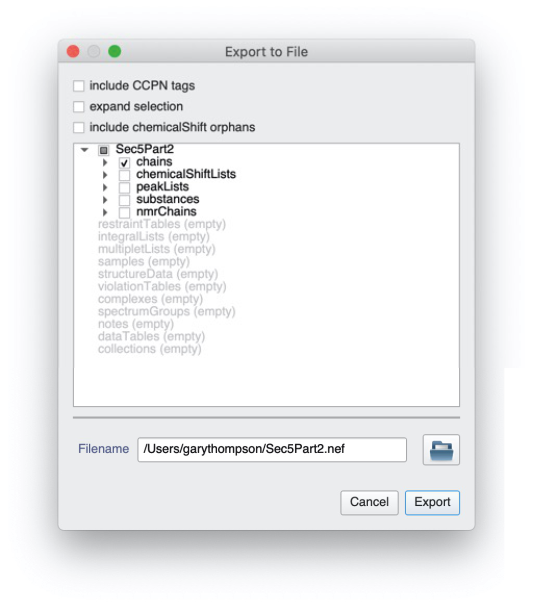 Export to File
include CCPN tags
expand selection
include chemicalShift orphans
Sec5Part2
chains
chemicalShiftLists
peakLists
substances
nmrChains
restraintTables (empty)
integralLists (empty)
multipletLists (empty)
samples (empty)
structureData (empty)
violationTables (empty)
complexes (empty)
spectrumGroups (empty)
notes (empty)
dataTables (empty)
collections (empty)
Filename /Users/garythompson/Sec5Part2.nef
Cancel Export